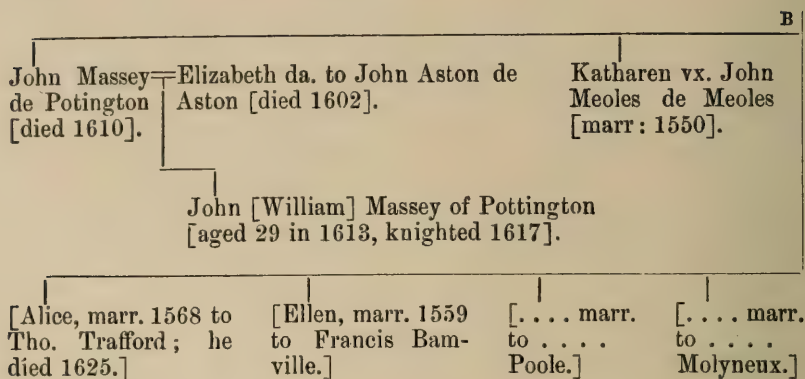 B
John Massey=Elizabeth da. to John Aston de
de Potington Aston [died 1602].
[died 1610].
Katharen vx. John
Meoles de Meoles
[marr: 1550].
John [William] Massey of Pottington
[aged 29 in 1613, knighted 1617].
[Alice, marr. 1568 to
Tho. Trafford; he
died 1625.]
[Ellen, marr. 1559
to Francis Bam-
ville.]
[.... marr.
to ....
Poole.]
[.... marr.
to ....
Molyneux.]